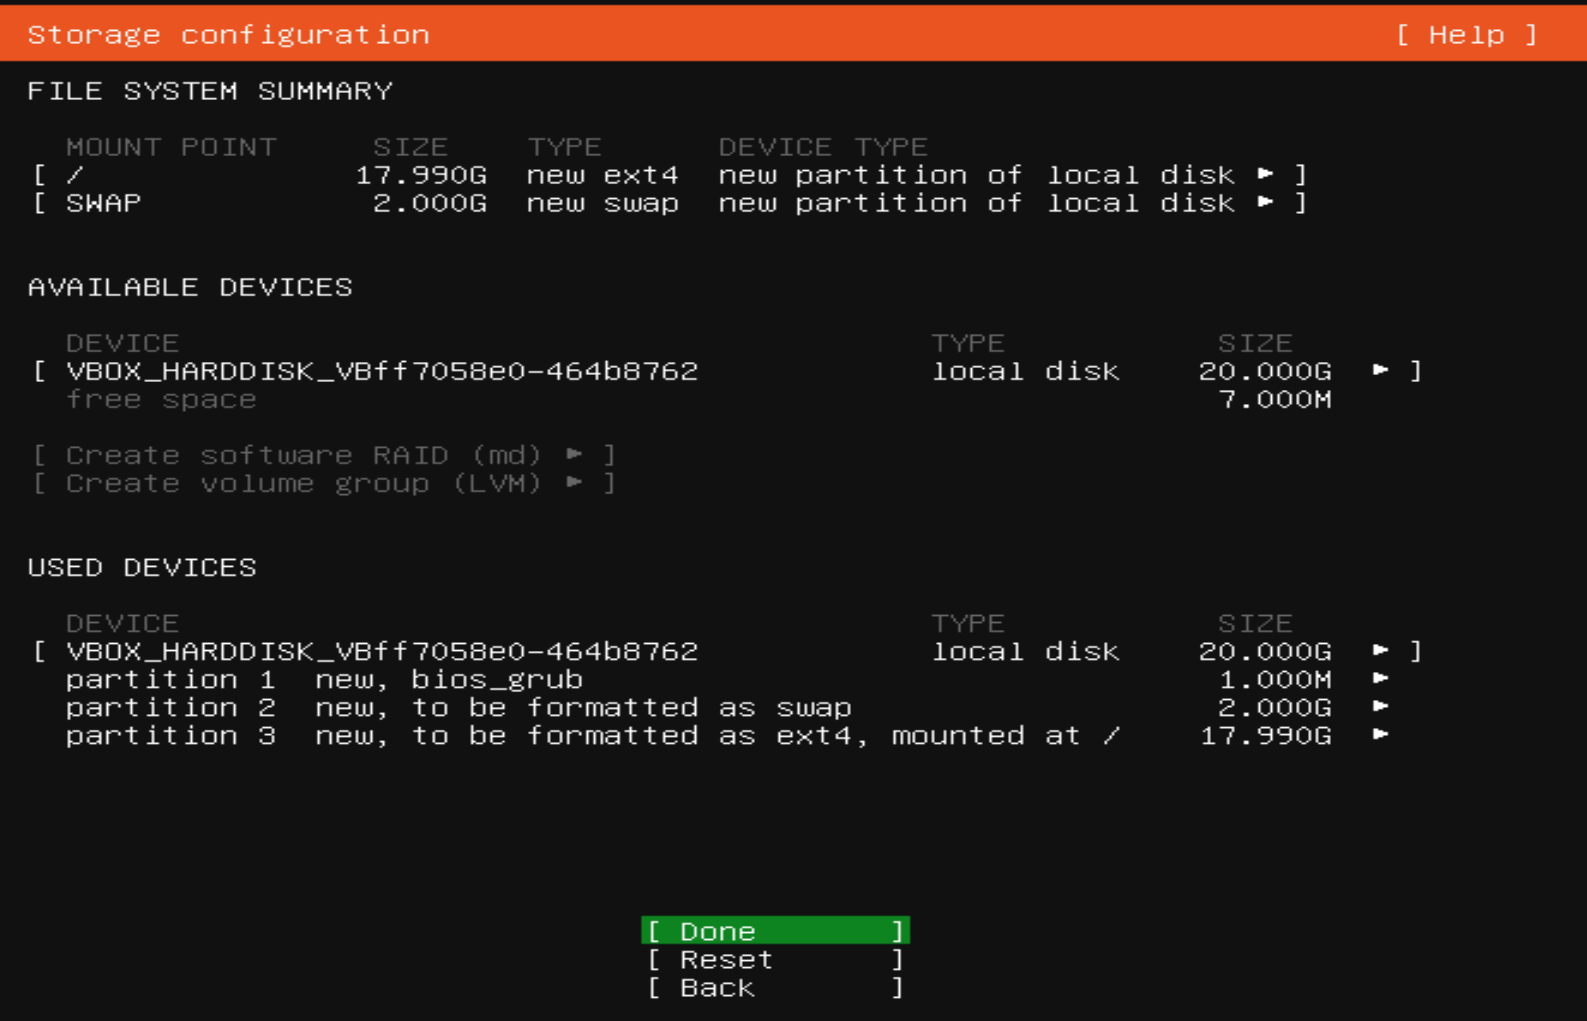 Storage configuration [ Help ]
FILE SYSTEM SUMMARY
MOUNT POINT SIZE TYPE DEVICE TYPE
[ / 17.990G new ext4 new partition of local disk ► ]
[ SWAP 2.000G new swap new partition of local disk ► ]
AVAILABLE DEVICES
DEVICE TYPE SIZE
[ VBOX_HARDDISK_VBff7058e0-464b8762 local disk 20.000G ► ]
free space 7.000M
[ Create software RAID (md) ► ]
[ Create volume group (LVM) ► ]
USED DEVICES
DEVICE TYPE SIZE
[ VBOX_HARDDISK_VBff7058e0-464b8762 local disk 20.000G ► ]
partition 1 new, bios_grub 1.000M ►
partition 2 new, to be formatted as swap 2.000G ►
partition 3 new, to be formatted as ext4, mounted at / 17.990G ►
[ Done ]
[ Reset ]
[ Back ]